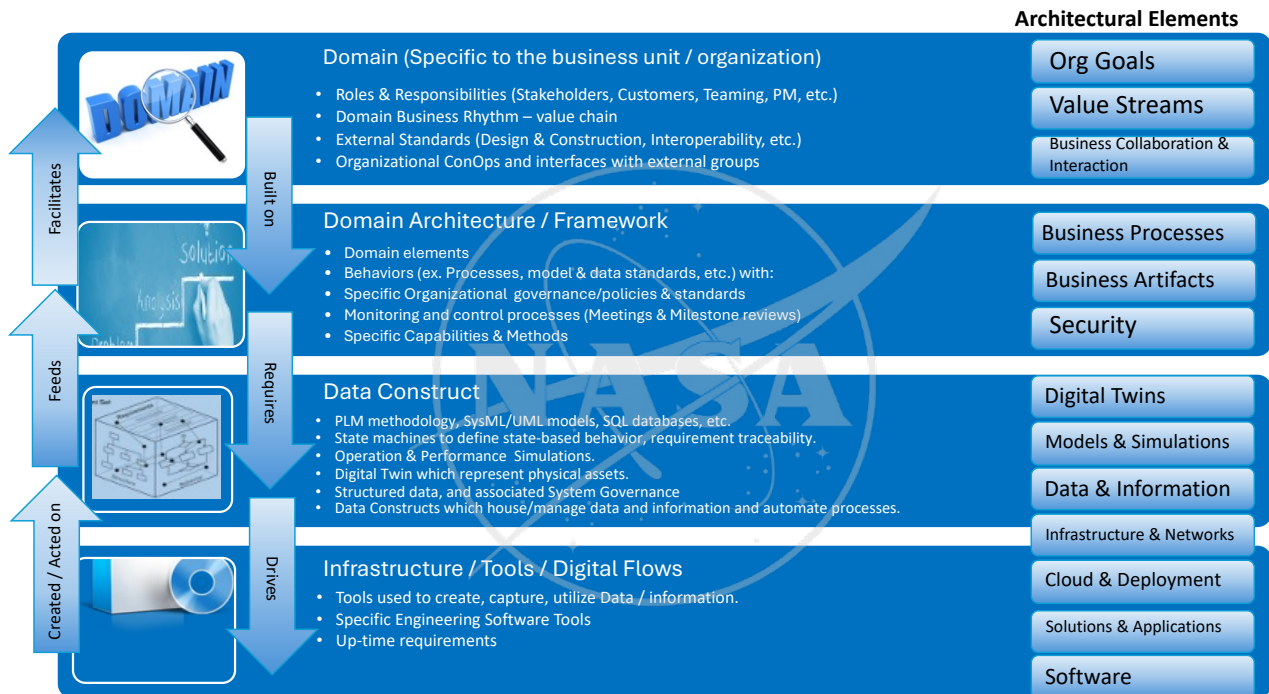 Architectural Elements
DOMAIN
Domain (Specific to the business unit / organization)
• Roles & Responsibilities (Stakeholders, Customers, Teaming, PM, etc.)
• Domain Business Rhythm – value chain
• External Standards (Design & Construction, Interoperability, etc.)
• Organizational ConOps and interfaces with external groups
Org Goals
Value Streams
Business Collaboration &
Interaction
Facilitates
Built on
Solution
Analysis
Domain Architecture / Framework
• Domain elements
• Behaviors (ex. Processes, model & data standards, etc.) with:
• Specific Organizational governance/policies & standards
• Monitoring and control processes (Meetings & Milestone reviews)
• Specific Capabilities & Methods
Business Processes
Business Artifacts
Security
NASA
Feeds
Requires
Requirements
Data Construct
• PLM methodology, SysML/UML models, SQL databases, etc.
• State machines to define state-based behavior, requirement traceability.
• Operation & Performance Simulations.
• Digital Twin which represent physical assets.
• Structured data, and associated System Governance
• Data Constructs which house/manage data and information and automate processes.
Digital Twins
Models & Simulations
Data & Information
Infrastructure & Networks
Created / Acted on
Drives
Infrastructure / Tools / Digital Flows
• Tools used to create, capture, utilize Data / information.
• Specific Engineering Software Tools
• Up-time requirements
Cloud & Deployment
Solutions & Applications
Software